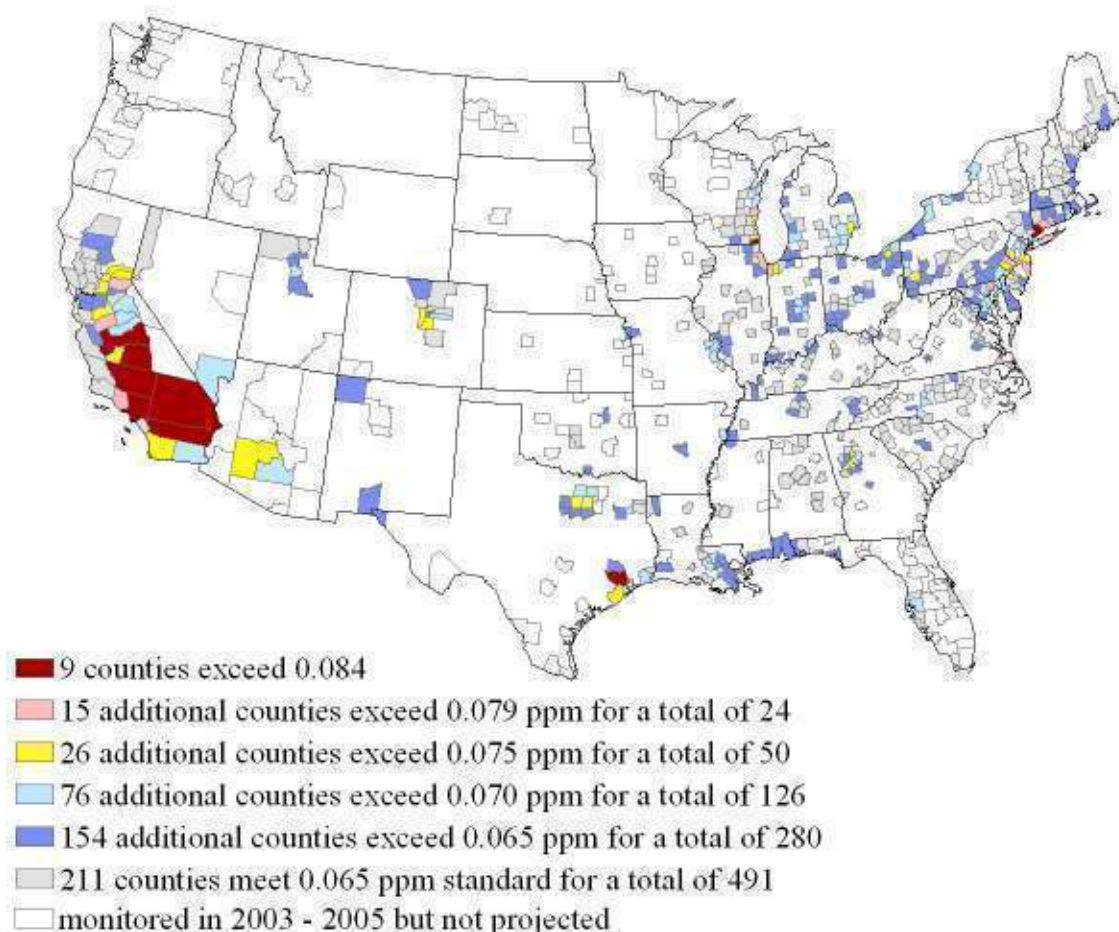 9 counties exceed 0.084
15 additional counties exceed 0.079 ppm for a total of 24
26 additional counties exceed 0.075 ppm for a total of 50
76 additional counties exceed 0.070 ppm for a total of 126
154 additional counties exceed 0.065 ppm for a total of 280
211 counties meet 0.065 ppm standard for a total of 491
monitored in 2003 - 2005 but not projected